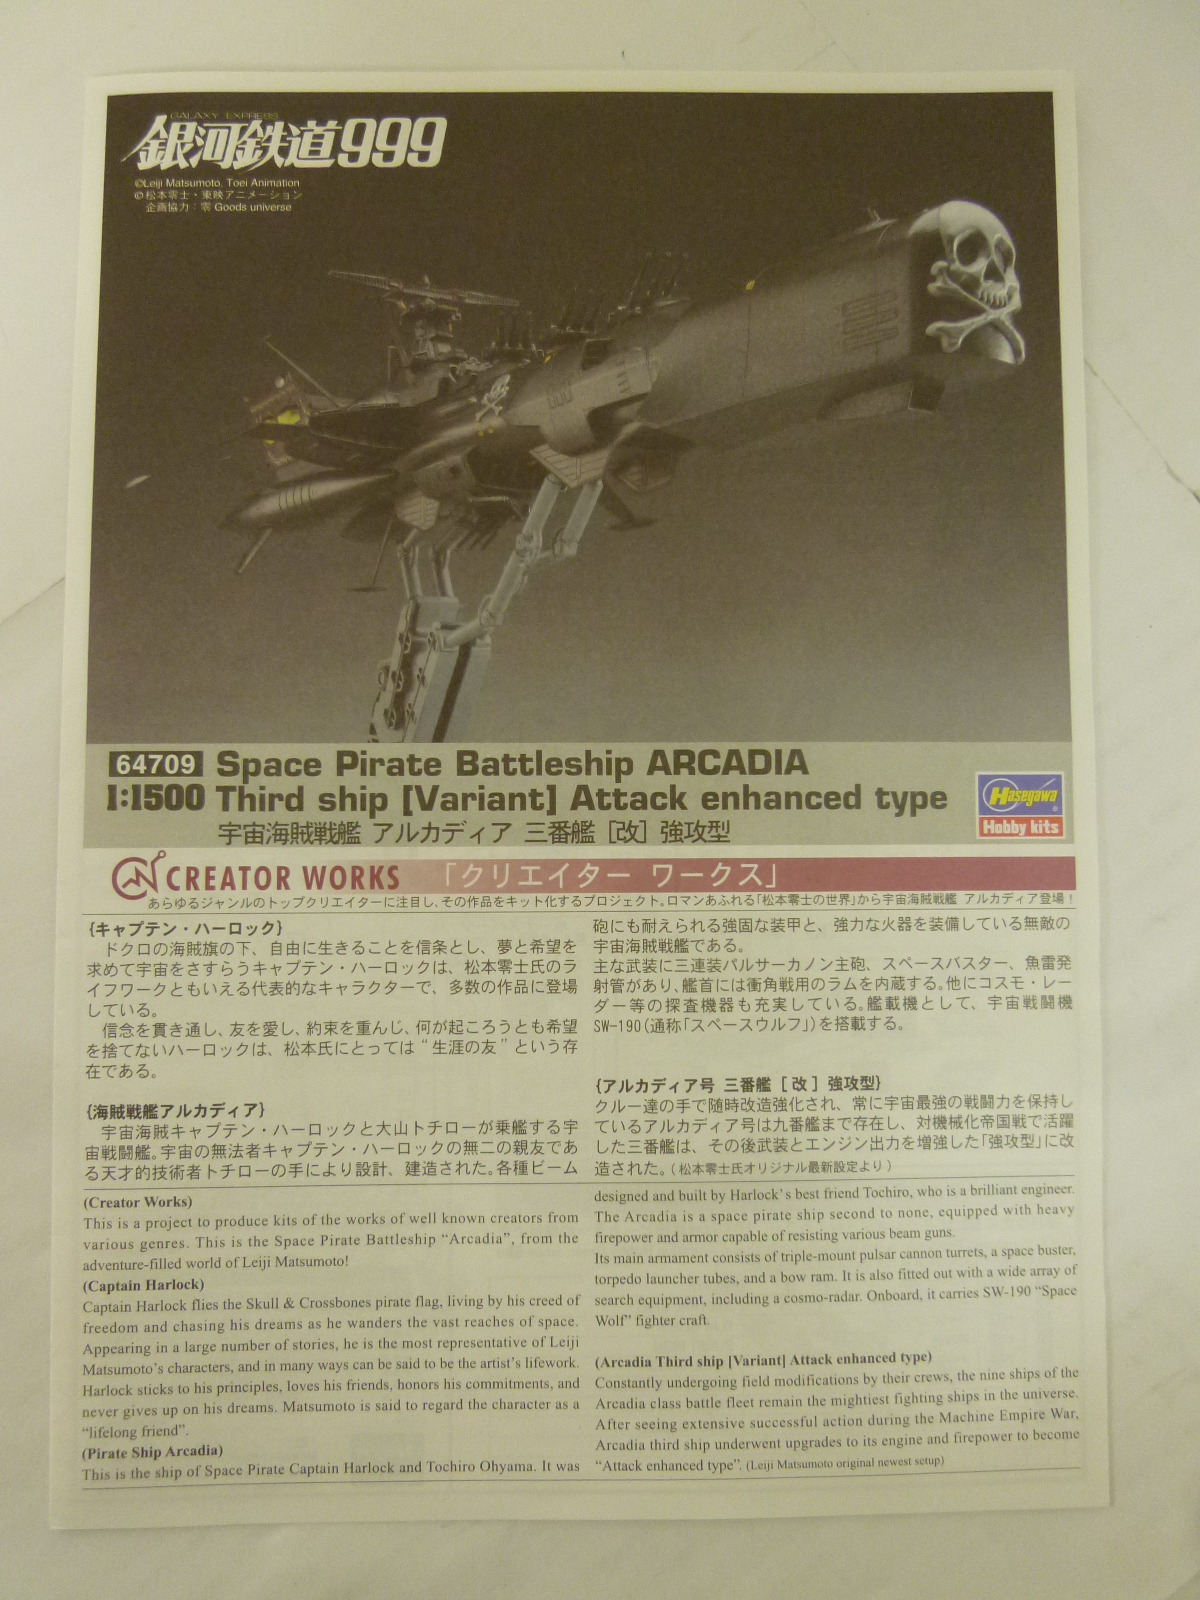 GALAXY EXPRESS
銀河鉄道999
©Leiji Matsumoto, Toei Animation
©松本零士・東映アニメーション
企画協力：零 Goods universe
64709 Space Pirate Battleship ARCADIA
1:1500 Third ship [Variant] Attack enhanced type
宇宙海賊戦艦 アルカディア 三番艦 [改] 強攻型
Hasegawa
Hobby kits
CREATOR WORKS 「クリエイター ワークス」
あらゆるジャンルのトップクリエイターに注目し、その作品をキット化するプロジェクト。ロマンあふれる「松本零士の世界」から宇宙海賊戦艦 アルカディア登場！
{キャプテン・ハーロック}
ドクロの海賊旗の下、自由に生きることを信条とし、夢と希望を
求めて宇宙をさすらうキャプテン・ハーロックは、松本零士氏のラ
イフワークともいえる代表的なキャラクターで、多数の作品に登場
している。
信念を貫き通し、友を愛し、約束を重んじ、何が起ころうとも希望
を捨てないハーロックは、松本氏にとっては“生涯の友”という存
在である。
{海賊戦艦アルカディア}
宇宙海賊キャプテン・ハーロックと大山トチローが乗艦する宇
宙戦闘艦。宇宙の無法者キャプテン・ハーロックの無二の親友であ
る天才的技術者トチローの手により設計、建造された。各種ビーム
砲にも耐えられる強固な装甲と、強力な火器を装備している無敵の
宇宙海賊戦艦である。
主な武装に三連装パルサーカノン主砲、スペースバスター、魚雷発
射管があり、艦首には衝角戦用のラムを内蔵する。他にコスモ・レー
ダー等の探査機器も充実している。艦載機として、宇宙戦闘機
SW-190（通称「スペースウルフ」）を搭載する。
{アルカディア号 三番艦 [改] 強攻型}
クルー達の手で随時改造強化され、常に宇宙最強の戦闘力を保持し
ているアルカディア号は九番艦まで存在し、対機械化帝国戦で活躍
した三番艦は、その後武装とエンジン出力を増強した「強攻型」に改
造された。（松本零士氏オリジナル最新設定より）
(Creator Works)
This is a project to produce kits of the works of well known creators from
various genres. This is the Space Pirate Battleship “Arcadia”, from the
adventure-filled world of Leiji Matsumoto!
(Captain Harlock)
Captain Harlock flies the Skull & Crossbones pirate flag, living by his creed of
freedom and chasing his dreams as he wanders the vast reaches of space.
Appearing in a large number of stories, he is the most representative of Leiji
Matsumoto’s characters, and in many ways can be said to be the artist’s lifework.
Harlock sticks to his principles, loves his friends, honors his commitments, and
never gives up on his dreams. Matsumoto is said to regard the character as a
“lifelong friend”.
(Pirate Ship Arcadia)
This is the ship of Space Pirate Captain Harlock and Tochiro Ohyama. It was
designed and built by Harlock’s best friend Tochiro, who is a brilliant engineer.
The Arcadia is a space pirate ship second to none, equipped with heavy
firepower and armor capable of resisting various beam guns.
Its main armament consists of triple-mount pulsar cannon turrets, a space buster,
torpedo launcher tubes, and a bow ram. It is also fitted out with a wide array of
search equipment, including a cosmo-radar. Onboard, it carries SW-190 “Space
Wolf” fighter craft.
(Arcadia Third ship [Variant] Attack enhanced type)
Constantly undergoing field modifications by their crews, the nine ships of the
Arcadia class battle fleet remain the mightiest fighting ships in the universe.
After seeing extensive successful action during the Machine Empire War,
Arcadia third ship underwent upgrades to its engine and firepower to become
“Attack enhanced type”. (Leiji Matsumoto original newest setup)